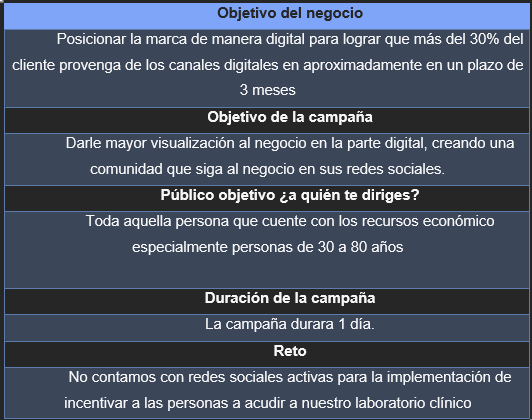 Objetivo del negocio
Posicionar la marca de manera digital para lograr que más del 30% del
cliente provenga de los canales digitales en aproximadamente en un plazo de
3 meses
Objetivo de la campaña
Darle mayor visualización al negocio en la parte digital, creando una
comunidad que siga al negocio en sus redes sociales.
Público objetivo ¿a quién te diriges?
Toda aquella persona que cuente con los recursos económico
especialmente personas de 30 a 80 años
Duración de la campaña
La campaña durara 1 día.
Reto
No contamos con redes sociales activas para la implementación de
incentivar a las personas a acudir a nuestro laboratorio clínico